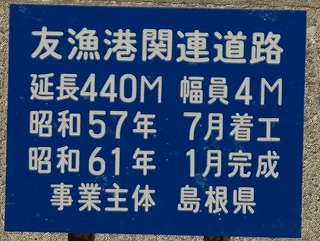 友漁港関連道路
延長440M 幅員4M
昭和57年 7月着工
昭和61年 1月完成
事業主体 島根県